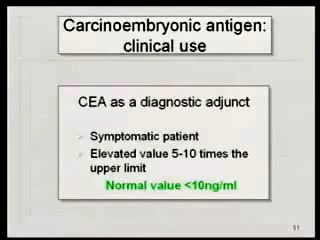 Carcinoembryonic antigen:
clinical use
CEA as a diagnostic adjunct
Symptomatic patient
Elevated value 5-10 times the
upper limit
Normal value <10ng/ml
11